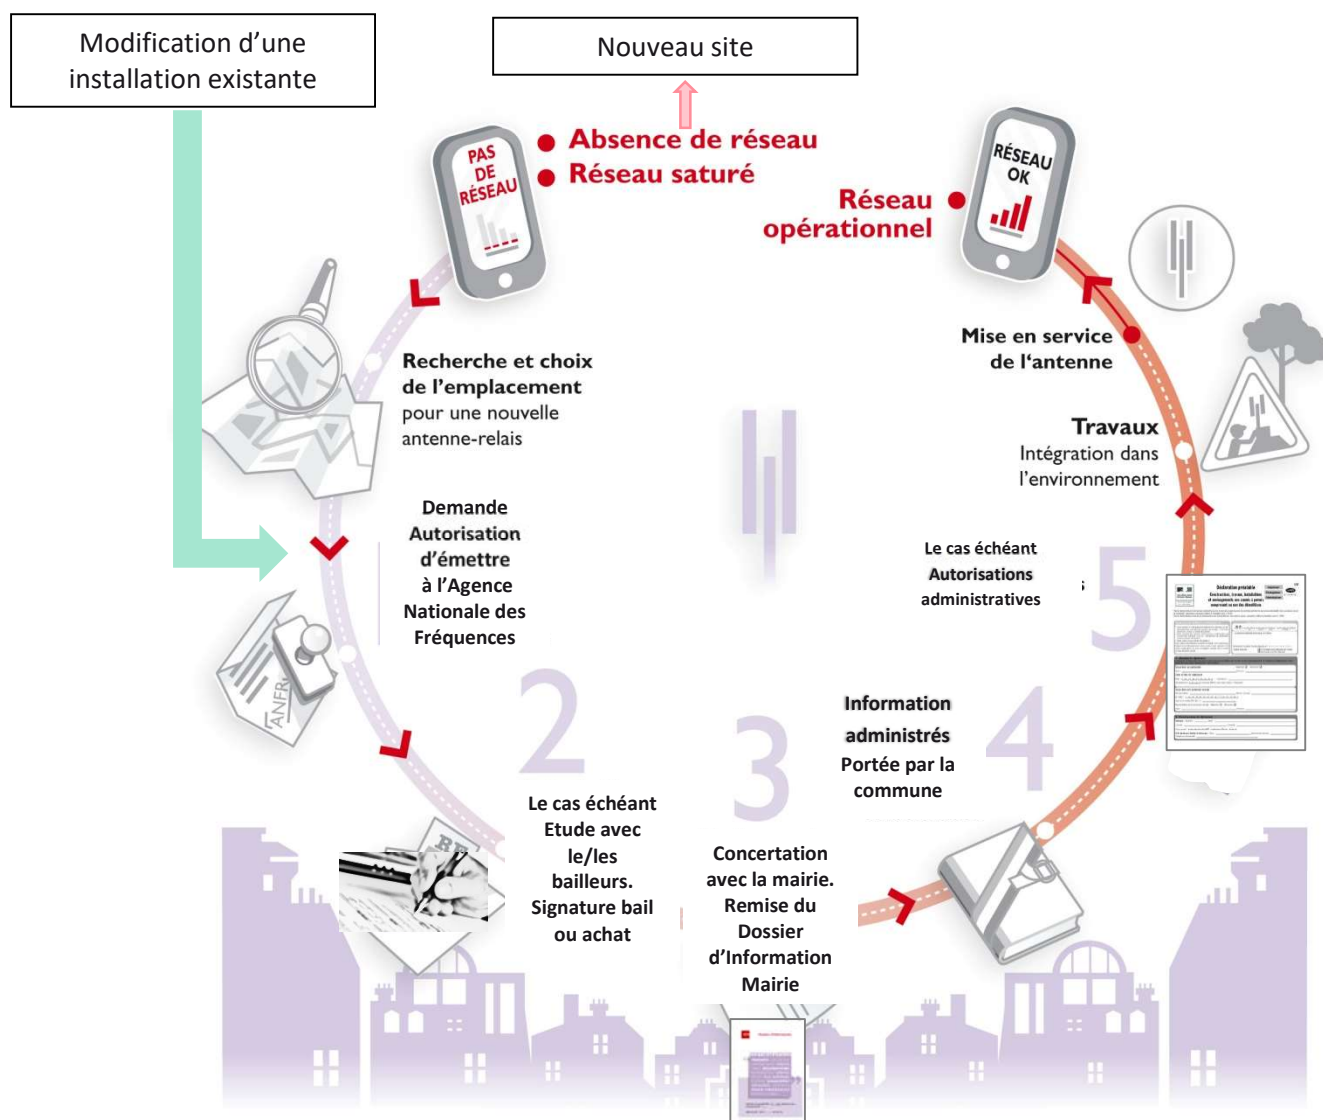 Modification d’une
installation existante
Nouveau site
PAS
DE
RÉSEAU
Absence de réseau
Réseau saturé
RÉSEAU
OK
Réseau
opérationnel
Recherche et choix
de l’emplacement
pour une nouvelle
antenne-relais
Mise en service
de l‘antenne
Travaux
Intégration dans
l’environnement
Demande
Autorisation
d’émettre
à l’Agence
Nationale des
Fréquences
ANFR
Le cas échéant
Autorisations
administratives
s
5
Déclaration préalable
2
Le cas échéant
Etude avec
le/les
bailleurs.
Signature bail
ou achat
3
Concertation
avec la mairie.
Remise du
Dossier
d’Information
Mairie
4
Information
administrés
Portée par la
commune